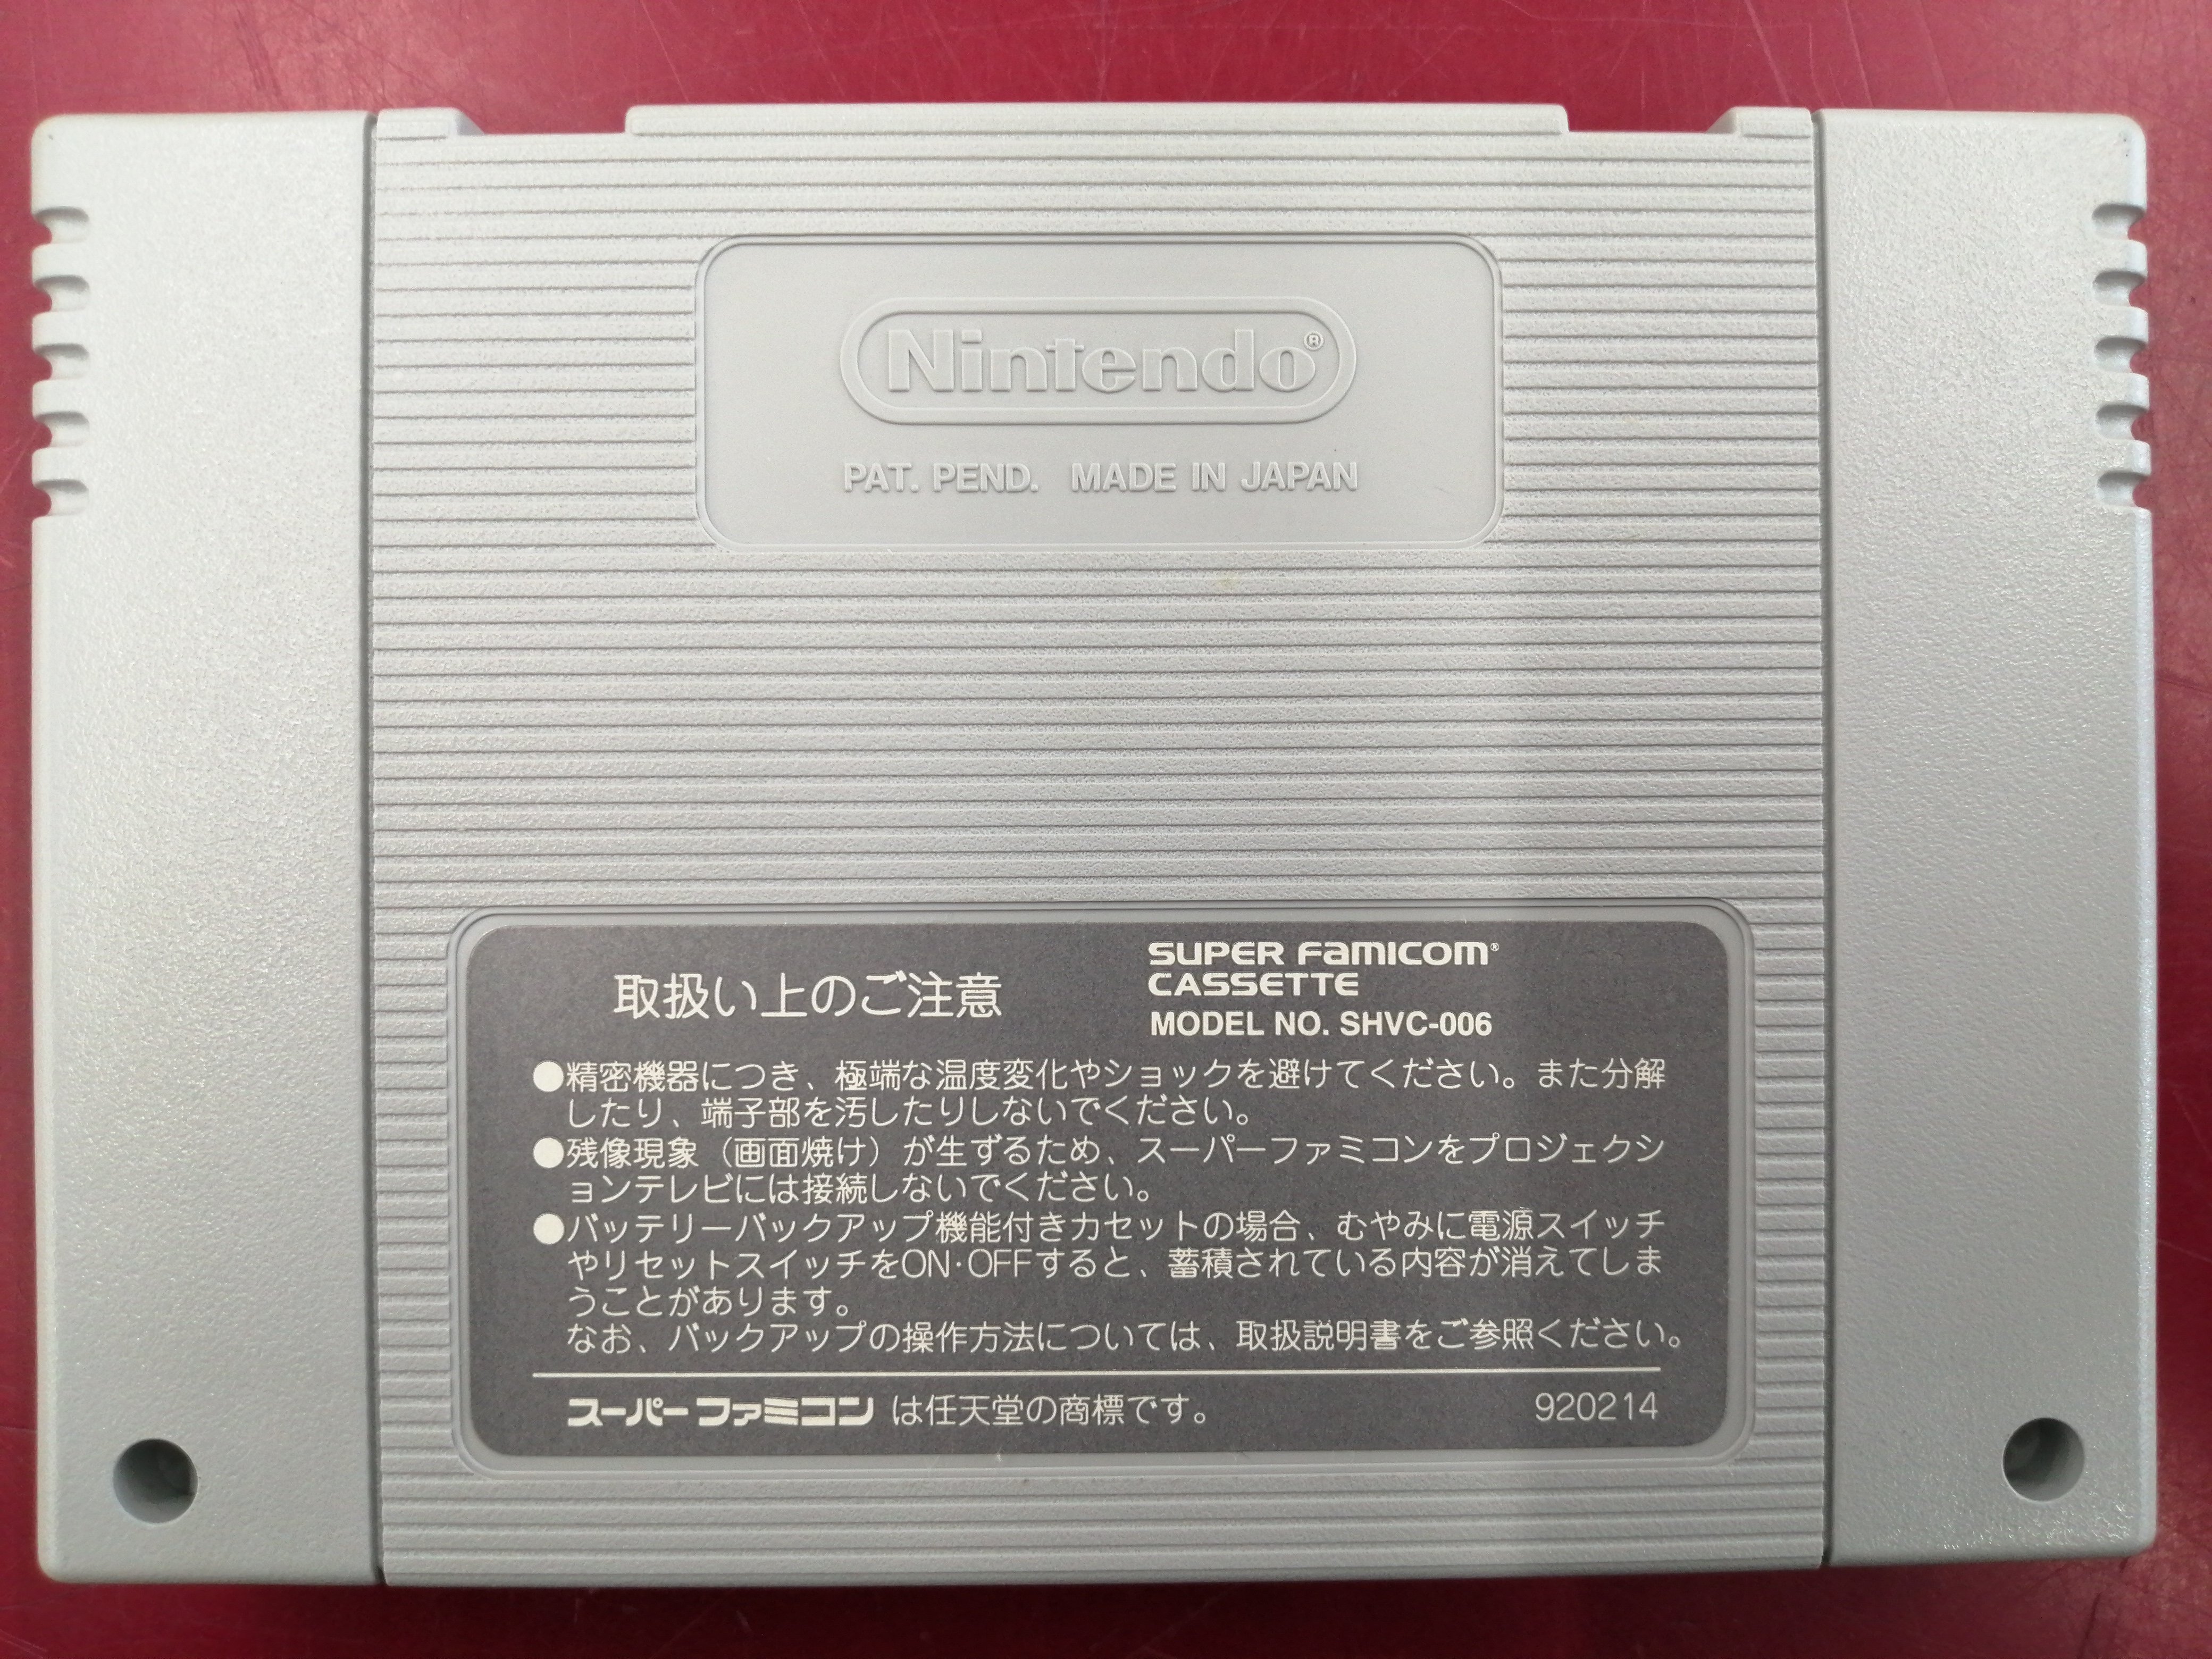 Nintendo®
PAT. PEND. MADE IN JAPAN
取扱い上のご注意
SUPER FAMICOM®
CASSETTE
MODEL NO. SHVC-006
●精密機器につき、極端な温度変化やショックを避けてください。また分解
したり、端子部を汚したりしないでください。
●残像現象（画面焼け）が生ずるため、スーパーファミコンをプロジェクシ
ョンテレビには接続しないでください。
●バッテリーバックアップ機能付きカセットの場合、むやみに電源スイッチ
やリセットスイッチをON·OFFすると、蓄積されている内容が消えてしま
うことがあります。
なお、バックアップの操作方法については、取扱説明書をご参照ください。
スーパーファミコン は任天堂の商標です。
920214